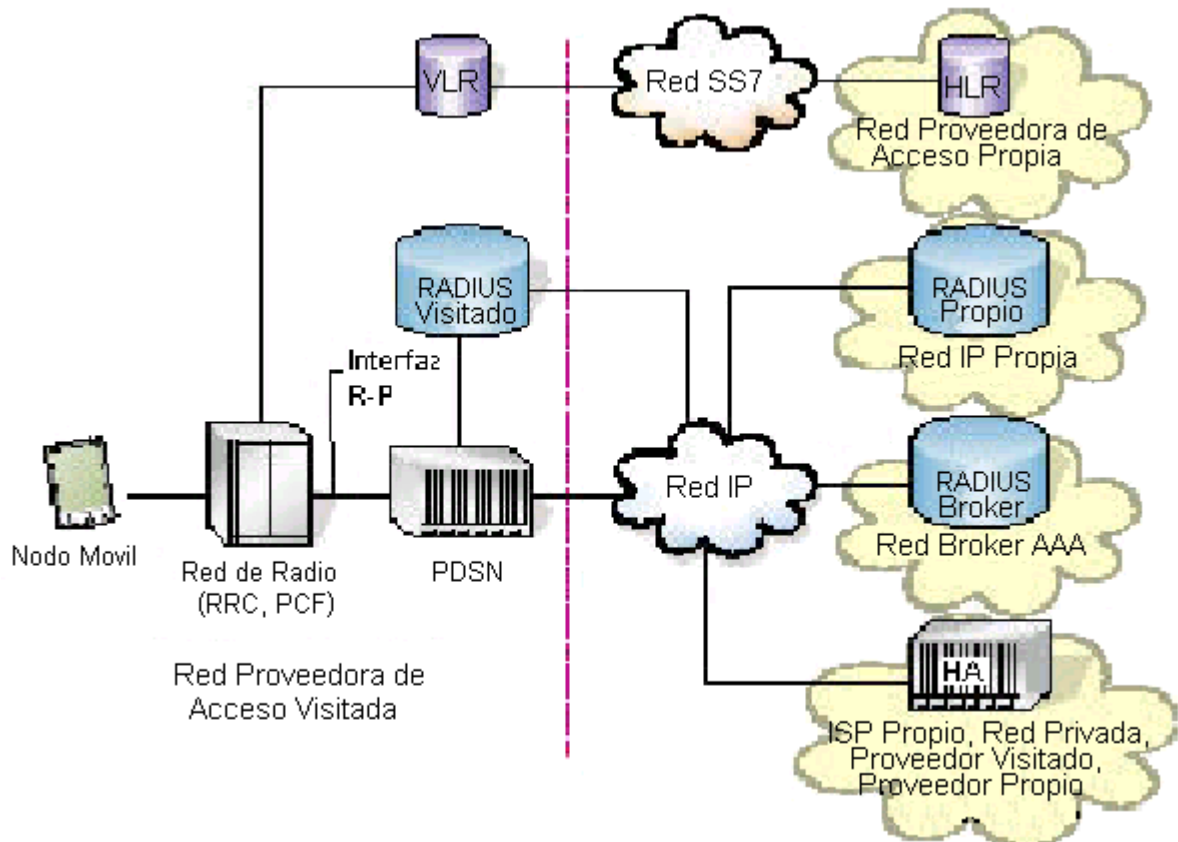 VLR
Red SS7
HLR
Red Proveedora de
Acceso Propia
RADIUS
Visitado
RADIUS
Propio
Red IP Propia
Interfaz
R-P
Red IP
RADIUS
Broker
Red Broker AAA
Nodo Movil
Red de Radio
(RRC, PCF)
PDSN
HA
Red Proveedora de
Acceso Visitada
ISP Propio, Red Privada,
Proveedor Visitado,
Proveedor Propio